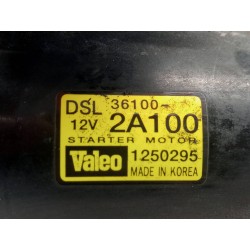 DSL 36100-
12V 2A100
STARTER MOTOR
Valeo 1250295
MADE IN KOREA